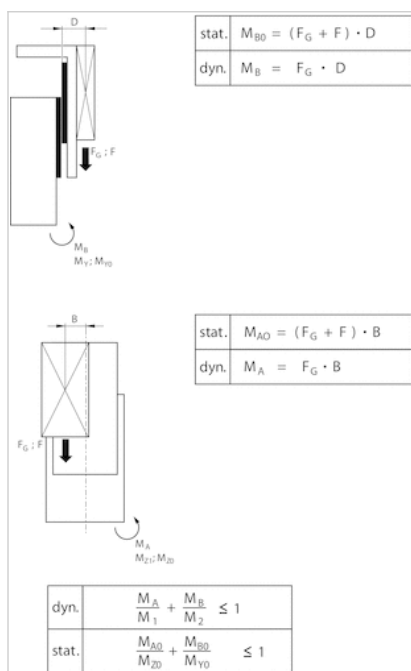 D
stat. M_B0 = (F_G + F) · D
dyn. M_B = F_G · D
F_G ; F
M_B
M_Y ; M_Y0
B
stat. M_AO = (F_G + F) · B
dyn. M_A = F_G · B
F_G ; F
M_A
M_Z1 ; M_Z0
dyn. M_A/M_1 + M_B/M_2 ≤ 1
stat. M_A0/M_Z0 + M_B0/M_Y0 ≤ 1